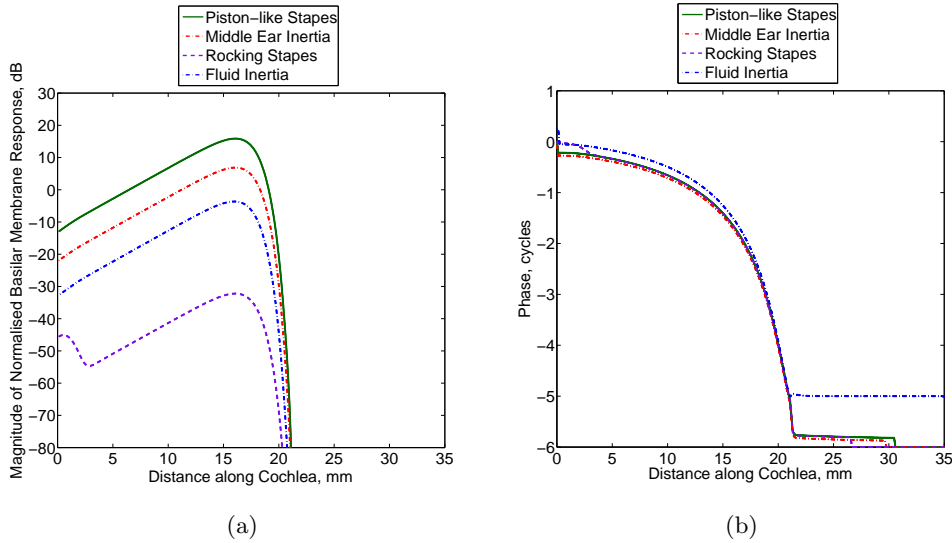 Piston-like Stapes
Middle Ear Inertia
Rocking Stapes
Fluid Inertia
Magnitude of Normalised Basilar Membrane Response, dB
30
20
10
0
−10
−20
−30
−40
−50
−60
−70
−80
0 5 10 15 20 25 30 35
Distance along Cochlea, mm
(a)
Piston-like Stapes
Middle Ear Inertia
Rocking Stapes
Fluid Inertia
Phase, cycles
1
0
−1
−2
−3
−4
−5
−6
0 5 10 15 20 25 30 35
Distance along Cochlea, mm
(b)